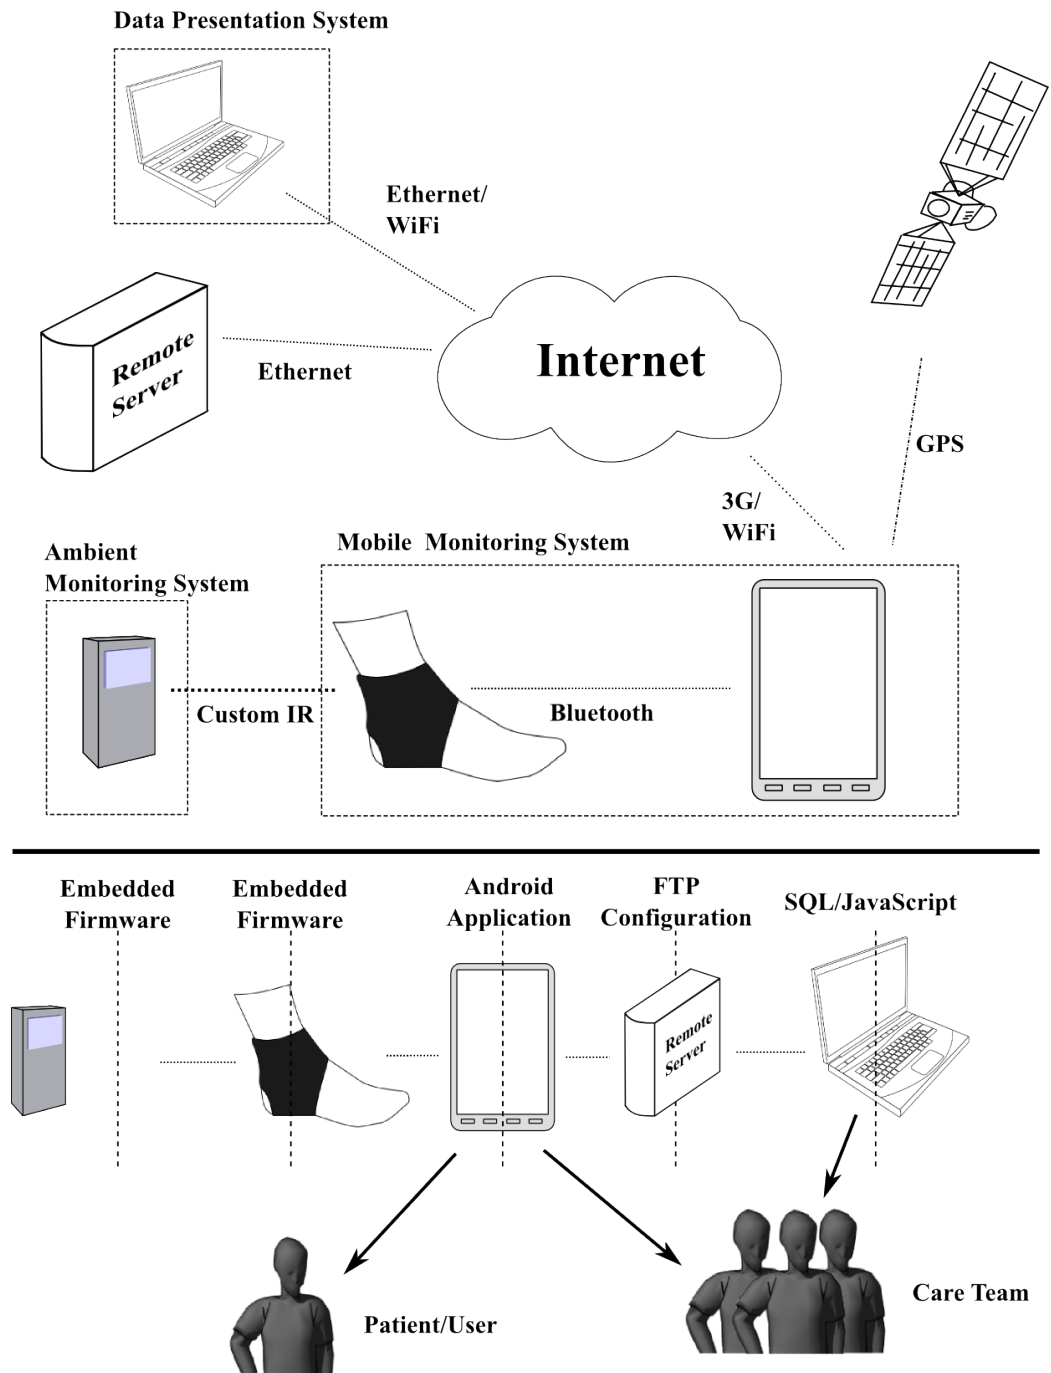 Data Presentation System
Ethernet/
WiFi
Remote
Server
Ethernet
Internet
GPS
3G/
WiFi
Ambient
Monitoring System
Mobile Monitoring System
Custom IR
Bluetooth
Embedded
Firmware
Embedded
Firmware
Android
Application
FTP
Configuration
SQL/JavaScript
Remote
Server
Patient/User
Care Team